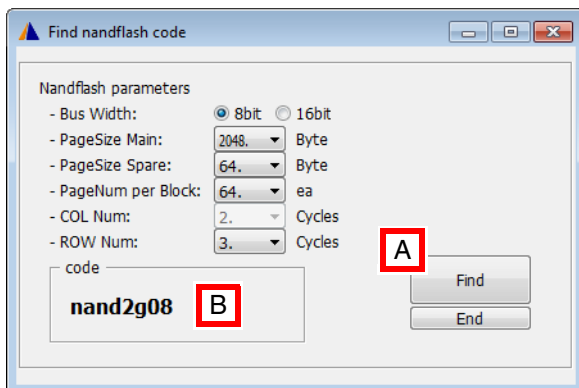 Find nandflash code
Nandflash parameters
- Bus Width: 8bit 16bit
- PageSize Main: 2048. Byte
- PageSize Spare: 64. Byte
- PageNum per Block: 64. ea
- COL Num: 2. Cycles
- ROW Num: 3. Cycles
A
code
Find
nand2g08 B
End